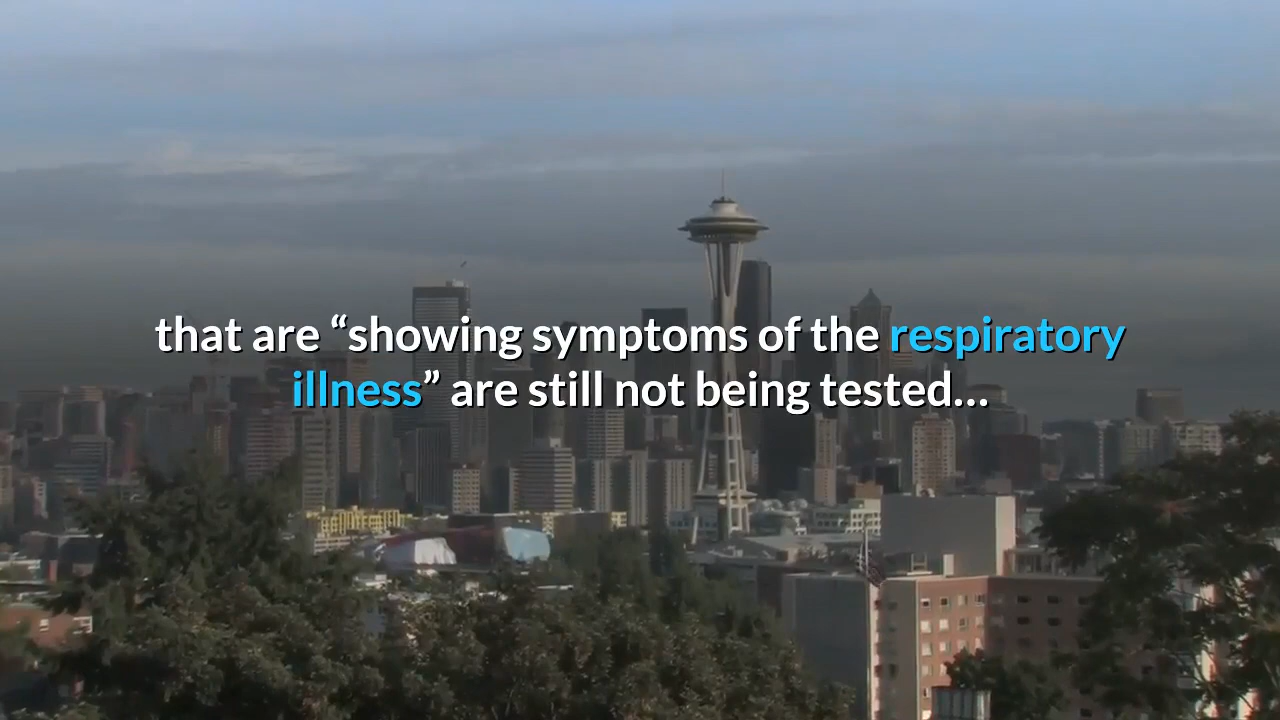 that are “showing symptoms of the respiratory
illness” are still not being tested...